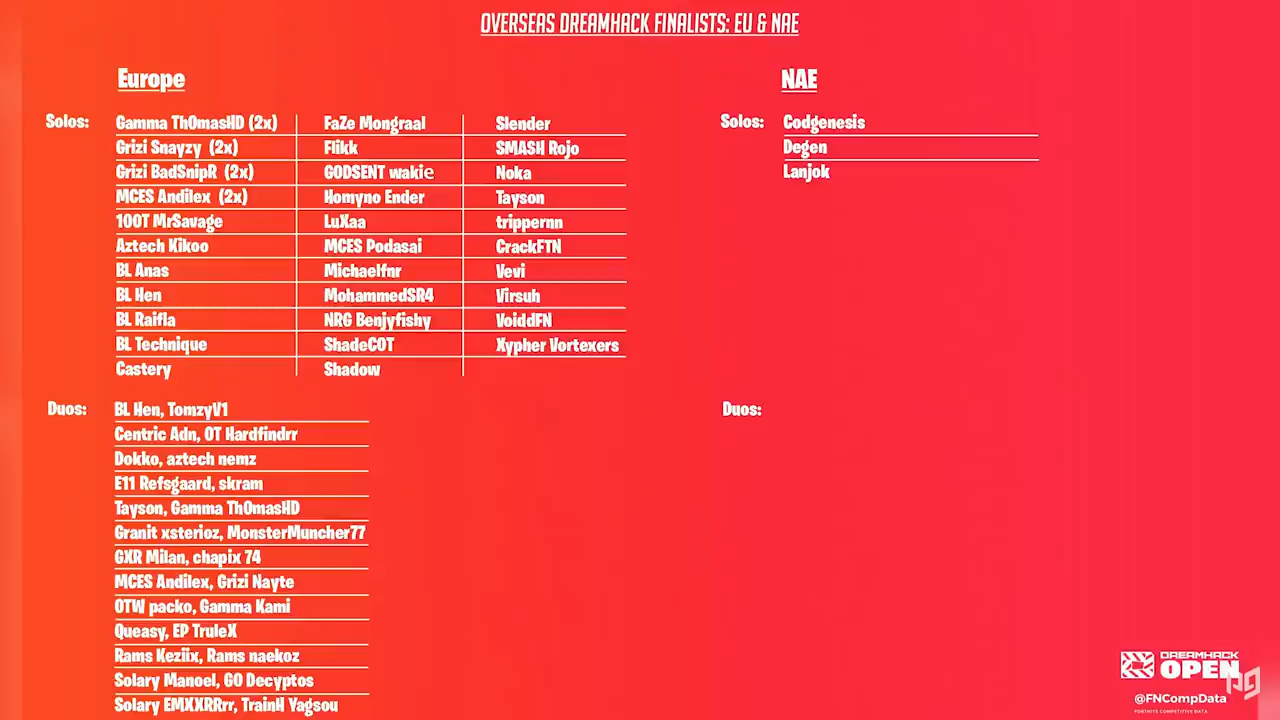 OVERSEAS DREAMHACK FINALISTS: EU & NAE
Europe
Solos:
Gamma Th0masHD (2x)
Grizi Snayzy (2x)
Grizi BadSnipR (2x)
MCES Andilex (2x)
100T MrSavage
Aztech Kikoo
BL Anas
BL Hen
BL Raifla
BL Technique
Castery
FaZe Mongraal
Flikk
GODSENT wakie
Homyno Ender
LuXaa
MCES Podasai
Michaelfnr
MohammedSR4
NRG Benjyfishy
ShadeCOT
Shadow
Slender
SMASH Rojo
Noka
Tayson
trippernn
CrackFTN
Vevi
Virsuh
VoiddFN
Xypher Vortexers
Duos:
BL Hen, TomzyV1
Centric Adn, OT Hardfindrr
Dokko, aztech nemz
E11 Refsgaard, skram
Tayson, Gamma Th0masHD
Granit xsterioz, MonsterMuncher77
GXR Milan, chapix 74
MCES Andilex, Grizi Nayte
OTW packo, Gamma Kami
Queasy, EP TruleX
Rams Keziix, Rams naekoz
Solary Manoel, GO Decyptos
Solary EMXXRRrr, TrainH Yagsou
NAE
Solos:
Codgenesis
Degen
Lanjok
Duos:
DREAMHACK
OPEN
@FNCompData
FORTNITE COMPETITIVE DATA